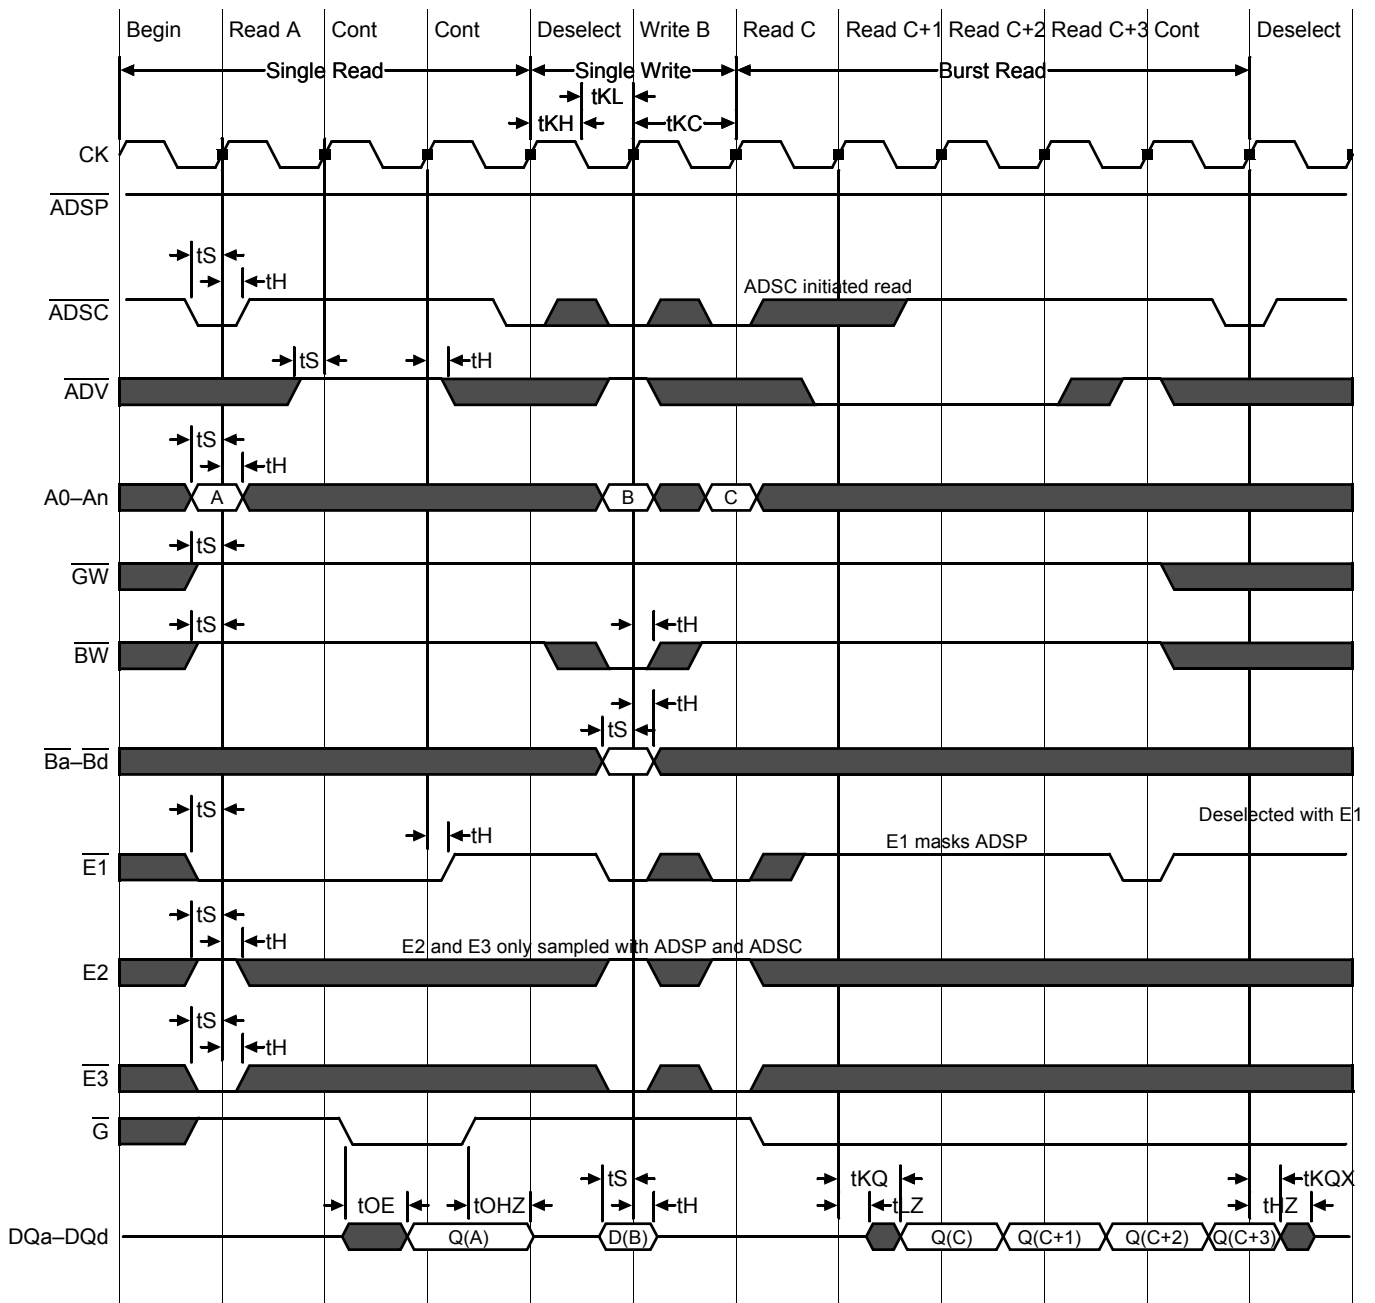 Begin Read A Cont Cont Deselect Write B Read C Read C+1 Read C+2 Read C+3 Cont Deselect
Single Read Single Write Burst Read
tKL
tKH tKC
CK
ADSP
tS
tH
ADSC initiated read
ADSC
tS tH
ADV
tS
tH
A0–An A B C
tS
GW
tS tH
BW
tH
tS
Ba–Bd
tS
Deselected with E1
tH
E1 masks ADSP
E1
tS
tH
E2 and E3 only sampled with ADSP and ADSC
E2
tS
tH
E3
G
tS tKQ tKQX
tOE tOHZ tH tLZ tHZ
DQa–DQd Q(A) D(B) Q(C) Q(C+1) Q(C+2) Q(C+3)